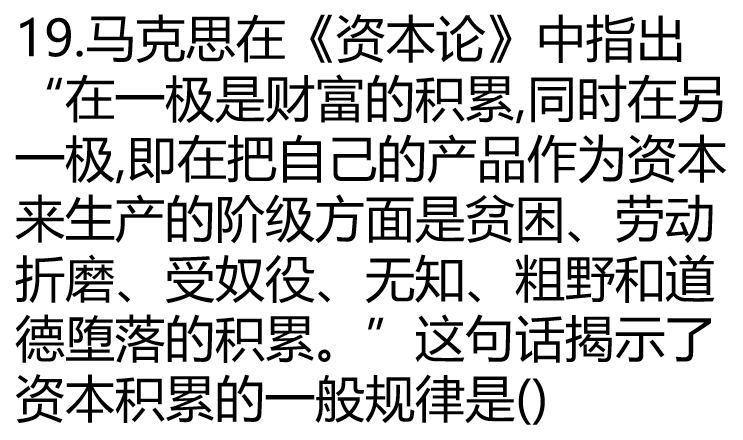 19.马克思在《资本论》中指出
“在一极是财富的积累,同时在另
一极,即在把自己的产品作为资本
来生产的阶级方面是贫困、劳动
折磨、受奴役、无知、粗野和道
德堕落的积累。”这句话揭示了
资本积累的一般规律是()